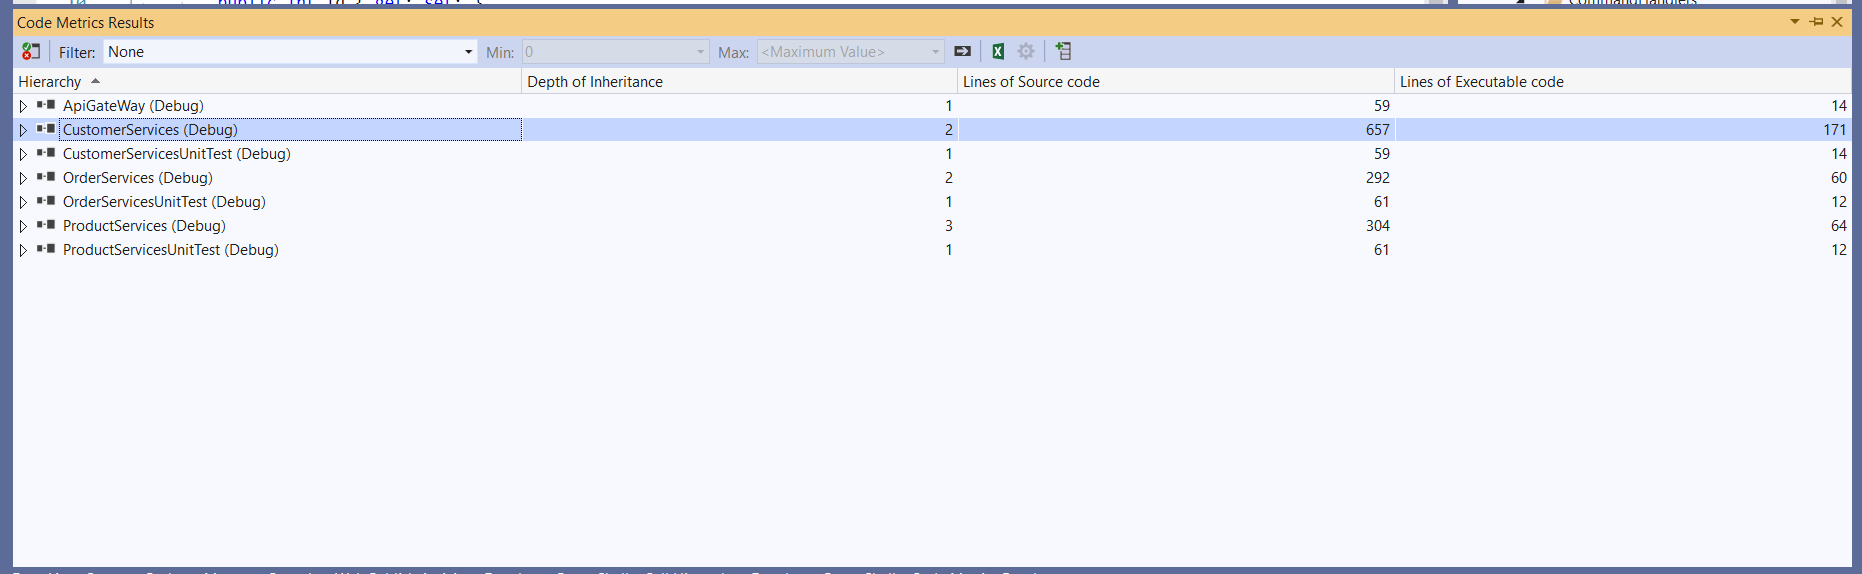 Code Metrics Results
Filter: None Min: 0 Max: <Maximum Value>
Hierarchy Depth of Inheritance Lines of Source code Lines of Executable code
ApiGateWay (Debug) 1 59 14
CustomerServices (Debug) 2 657 171
CustomerServicesUnitTest (Debug) 1 59 14
OrderServices (Debug) 2 292 60
OrderServicesUnitTest (Debug) 1 61 12
ProductServices (Debug) 3 304 64
ProductServicesUnitTest (Debug) 1 61 12